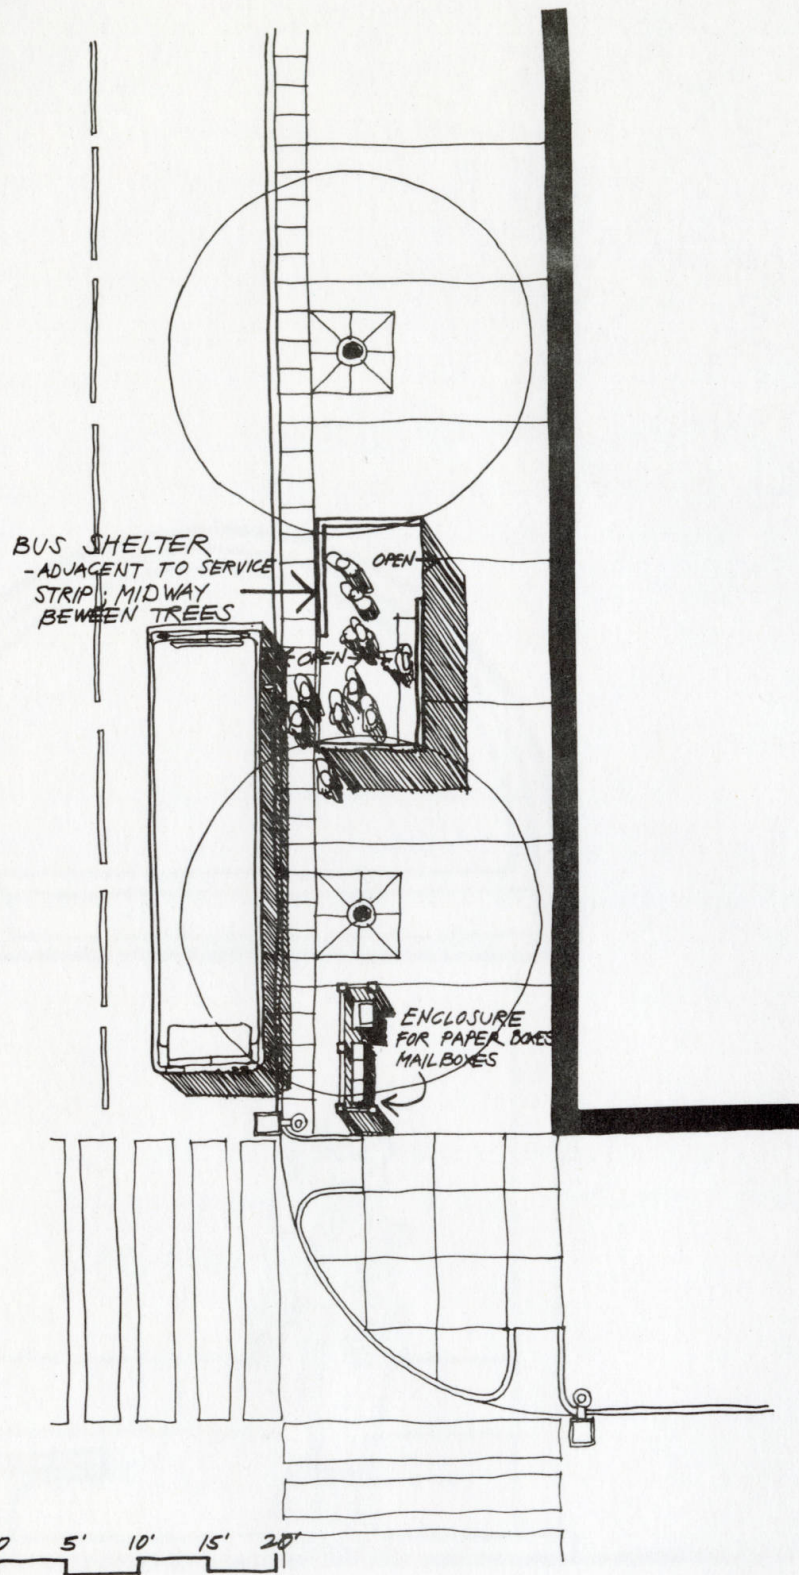 BUS SHELTER
- ADJACENT TO SERVICE
STRIP; MIDWAY
BEWEEN TREES
OPEN
OPEN
ENCLOSURE
FOR PAPER BOXES
MAILBOXES
0 5' 10' 15' 20'